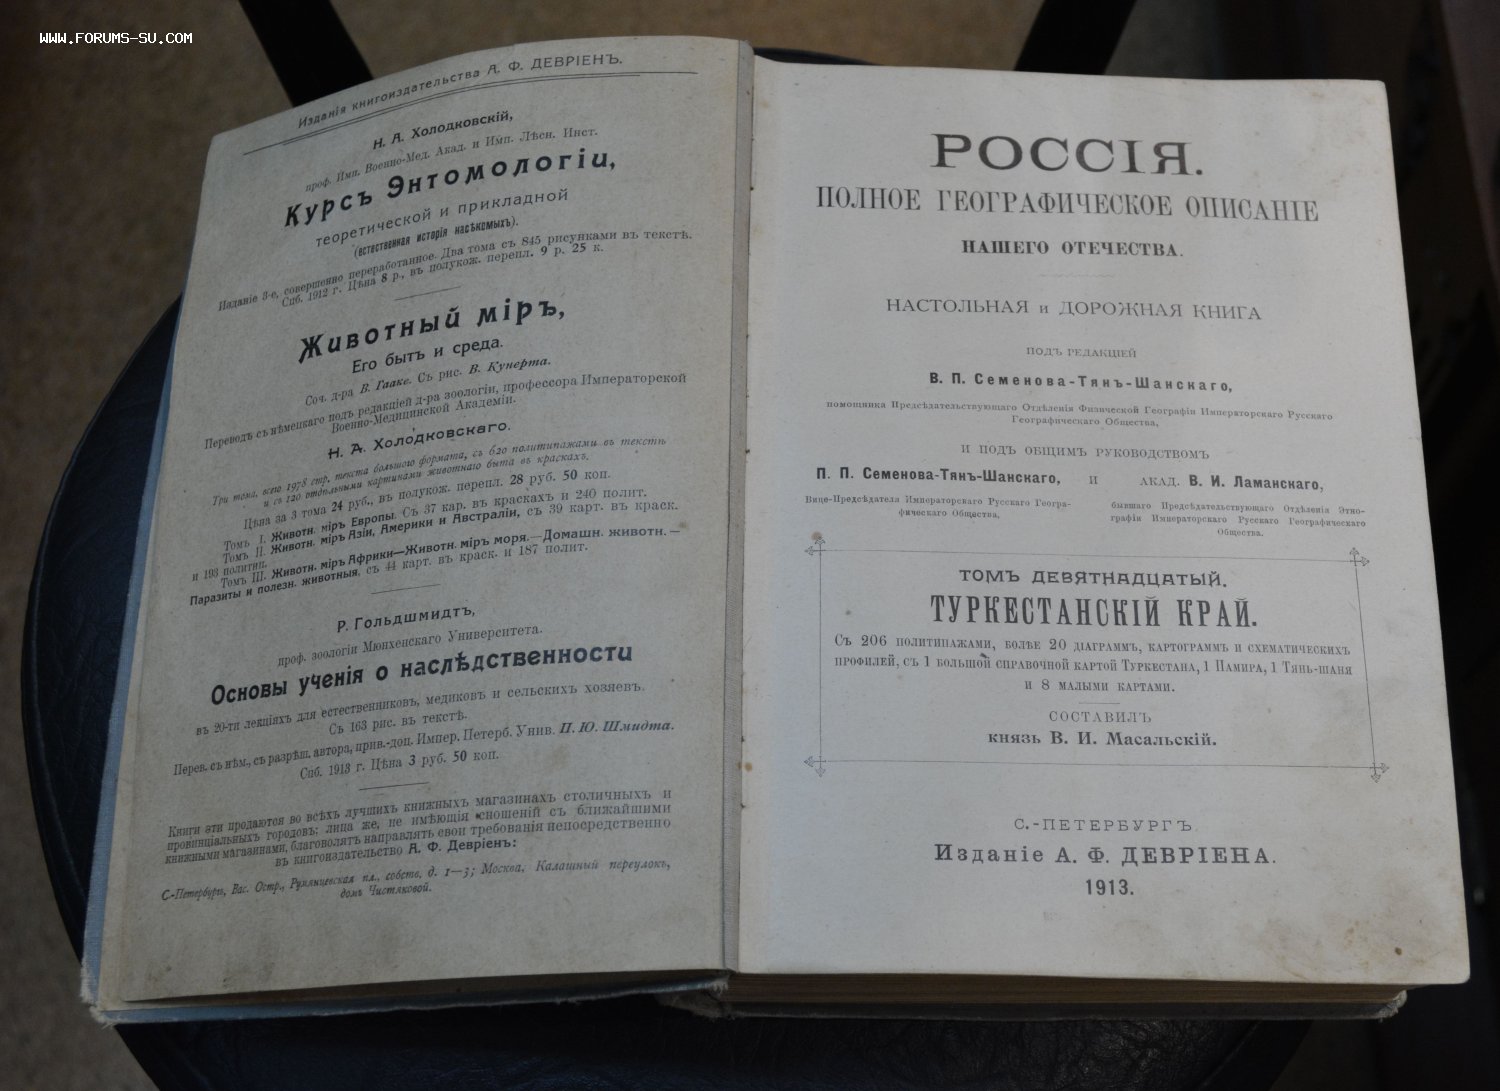 WWW.FORUMS-SU.COM
Изданія книгоиздательства А. Ф. ДЕВРІЕНЪ.
Н. А. Холодковскій,
проф. Имп. Военно-Мед. Акад. и Имп. Лѣсн. Инст.
Курсъ Энтомологіи,
теоретической и прикладной
(естественная исторія насѣкомыхъ).
Изданіе 3-е, совершенно переработанное. Два тома съ 845 рисунками въ текстѣ.
Спб. 1912 г. Цѣна 8 р., въ полукож. перепл. 9 р. 25 к.
Животный міръ,
Его бытъ и среда.
Соч. д-ра В. Гааке. Съ рис. В. Кунерта.
Переводъ съ нѣмецкаго подъ редакціей д-ра зоологіи, профессора Императорской
Военно-Медицинской Академіи.
Н. А. Холодковскаго.
Три тома, всего 1978 стр. текста большого формата, съ 620 политипажами въ текстѣ
и съ 120 отдѣльными картинами животнаго быта въ краскахъ.
Цѣна за 3 тома 24 руб., въ полукож. перепл. 28 руб. 50 коп.
Томъ I. Животн. міръ Европы. Съ 37 кар. въ краскахъ и 240 полит.
Томъ II. Животн. міръ Азіи, Америки и Австраліи, съ 39 карт. въ краск.
и 193 политип.
Томъ III. Животн. міръ Африки—Животн. міръ моря.—Домашн. животн.—
Паразиты и полезн. животныя, съ 44 карт. въ краск. и 187 полит.
Р. Гольдшмидтъ,
проф. зоологіи Мюнхенскаго Университета.
Основы ученія о наслѣдственности
въ 20-ти лекціяхъ для естественниковъ, медиковъ и сельскихъ хозяевъ.
Съ 163 рис. въ текстѣ.
Перев. съ нѣм., съ разрѣш. автора, прив.-доц. Импер. Петерб. Унив. П. Ю. Шмидта.
Спб. 1913 г. Цѣна 3 руб. 50 коп.
Книги эти продаются во всѣхъ лучшихъ книжныхъ магазинахъ столичныхъ и
провинціальныхъ городовъ; лица же, не имѣющія сношеній съ ближайшими
книжными магазинами, благоволятъ направлять свои требованія непосредственно
въ книгоиздательство А. Ф. Девріенъ:
С.-Петербургъ, Вас. Остр., Румянцевская пл., собств. д. 1—3; Москва, Калашный переулокъ,
домъ Чистяковой.
РОССІЯ.
ПОЛНОЕ ГЕОГРАФИЧЕСКОЕ ОПИСАНІЕ
НАШЕГО ОТЕЧЕСТВА.
НАСТОЛЬНАЯ и ДОРОЖНАЯ КНИГА
ПОДЪ РЕДАКЦІЕЙ
В. П. Семенова-Тянъ-Шанскаго,
помощника Предсѣдательствующаго Отдѣленія Физической Географіи Императорскаго Русскаго
Географическаго Общества,
И ПОДЪ ОБЩИМЪ РУКОВОДСТВОМЪ
П. П. Семенова-Тянъ-Шанскаго, И АКАД. В. И. Ламанскаго,
Вице-Предсѣдателя Императорскаго Русскаго Геогра-
фическаго Общества,
бывшаго Предсѣдательствующаго Отдѣленія Этно-
графіи Императорскаго Русскаго Географическаго
Общества.
ТОМЪ ДЕВЯТНАДЦАТЫЙ.
ТУРКЕСТАНСКІЙ КРАЙ.
Съ 206 политипажами, болѣе 20 діаграммъ, картограммъ и схематическихъ
профилей, съ 1 большой справочной картой Туркестана, 1 Памира, 1 Тянь-шаня
и 8 малыми картами.
СОСТАВИЛЪ
князь В. И. Масальскій.
С.-ПЕТЕРБУРГЪ
Изданіе А. Ф. ДЕВРІЕНА.
1913.